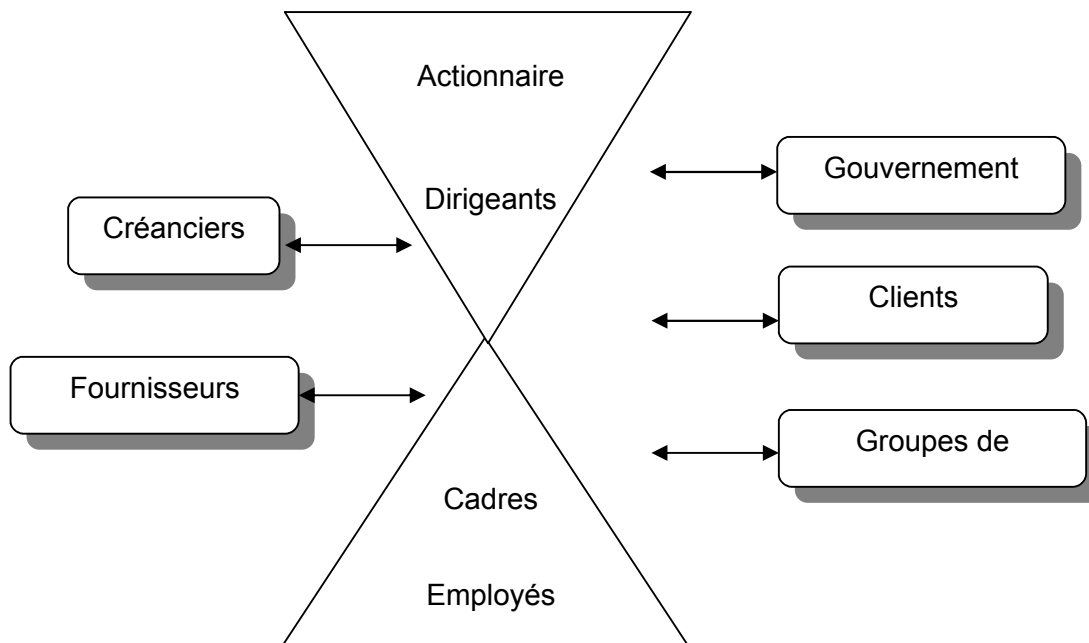 Actionnaire
Gouvernement
Dirigeants
Créanciers
Clients
Fournisseurs
Groupes de
Cadres
Employés